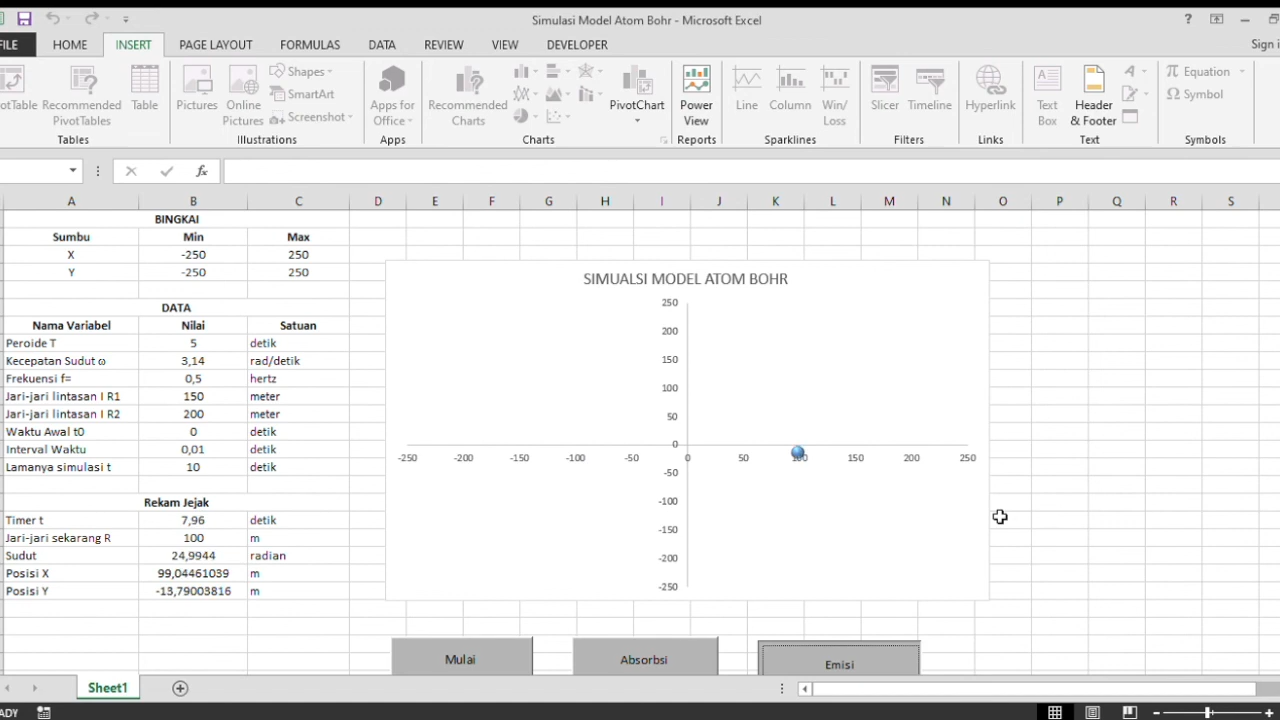 Simulasi Model Atom Bohr - Microsoft Excel
?
FILE HOME INSERT PAGE LAYOUT FORMULAS DATA REVIEW VIEW DEVELOPER
Recommended PivotTables
Table
Pictures
Online Pictures
Shapes
SmartArt
Screenshot
Apps for Office
Recommended Charts
PivotChart
Power View
Line
Column
Win/ Loss
Slicer
Timeline
Hyperlink
Text Box
Header & Footer
Equation
Symbol
Tables Illustrations Apps Charts Reports Sparklines Filters Links Text Symbols
fx
A B C D E F G H I J K L M N O P Q R S
BINGKAI
Sumbu Min Max
X -250 250
Y -250 250
DATA
Nama Variabel Nilai Satuan
Peroide T 5 detik
Kecepatan Sudut ω 3,14 rad/detik
Frekuensi f= 0,5 hertz
Jari-jari lintasan I R1 150 meter
Jari-jari lintasan I R2 200 meter
Waktu Awal t0 0 detik
Interval Waktu 0,01 detik
Lamanya simulasi t 10 detik
Rekam Jejak
Timer t 7,96 detik
Jari-jari sekarang R 100 m
Sudut 24,9944 radian
Posisi X 99,04461039 m
Posisi Y -13,79003816 m
SIMUALSI MODEL ATOM BOHR
250
200
150
100
50
0
-250 -200 -150 -100 -50 0 50 100 150 200 250
-50
-100
-150
-200
-250
Mulai Absorbsi Emisi
Sheet1